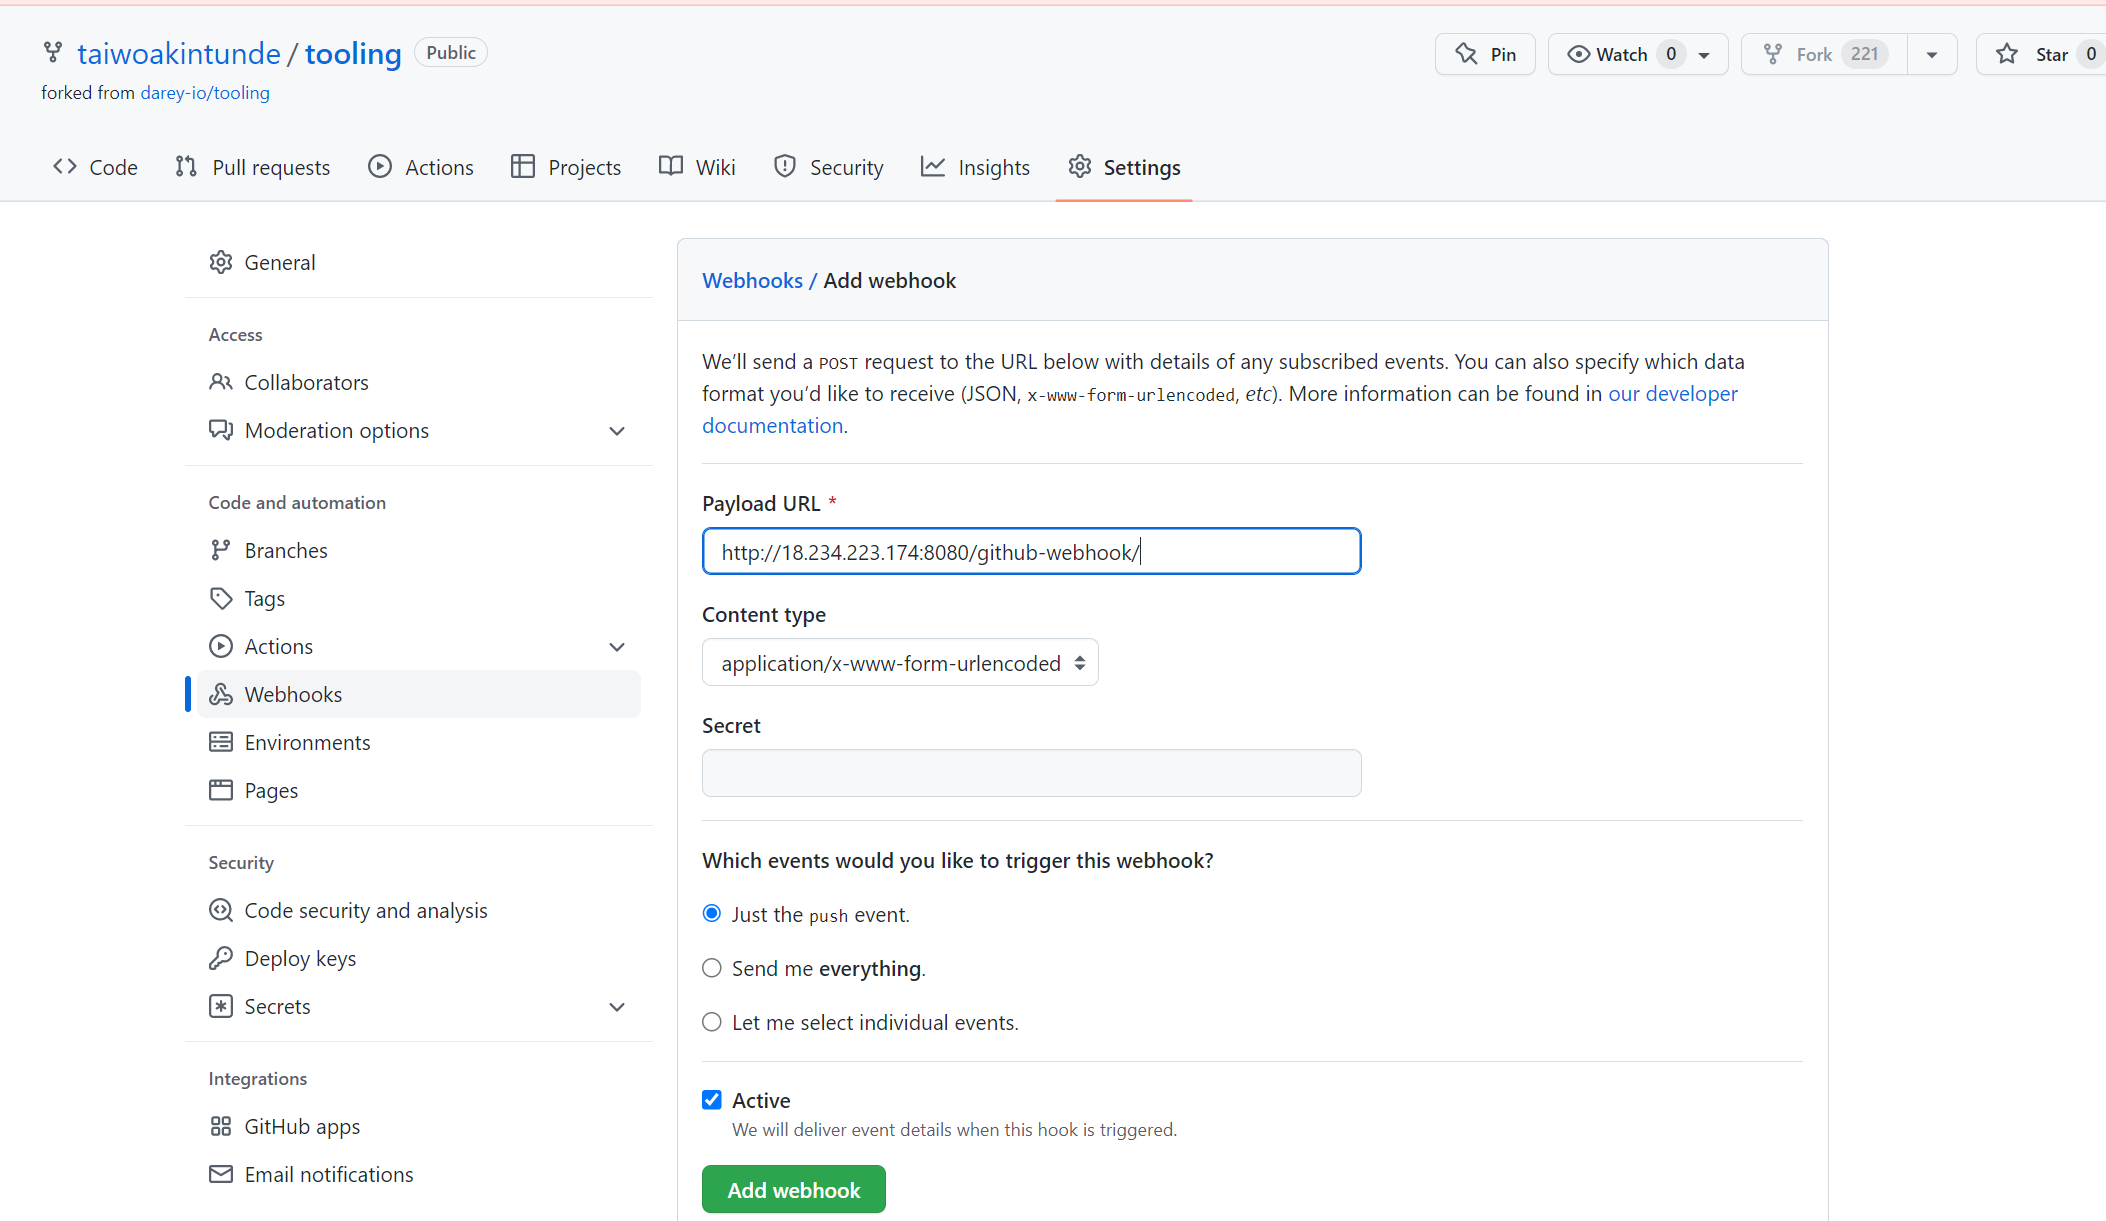 taiwoakintunde / tooling Public
Pin Watch 0 Fork 221 Star 0
forked from darey-io/tooling
Code Pull requests Actions Projects Wiki Security Insights Settings
General
Access
Collaborators
Moderation options
Code and automation
Branches
Tags
Actions
Webhooks
Environments
Pages
Security
Code security and analysis
Deploy keys
Secrets
Integrations
GitHub apps
Email notifications
Webhooks / Add webhook
We’ll send a POST request to the URL below with details of any subscribed events. You can also specify which data
format you’d like to receive (JSON, x-www-form-urlencoded, etc). More information can be found in our developer
documentation.
Payload URL *
http://18.234.223.174:8080/github-webhook/
Content type
application/x-www-form-urlencoded
Secret
Which events would you like to trigger this webhook?
Just the push event.
Send me everything.
Let me select individual events.
Active
We will deliver event details when this hook is triggered.
Add webhook